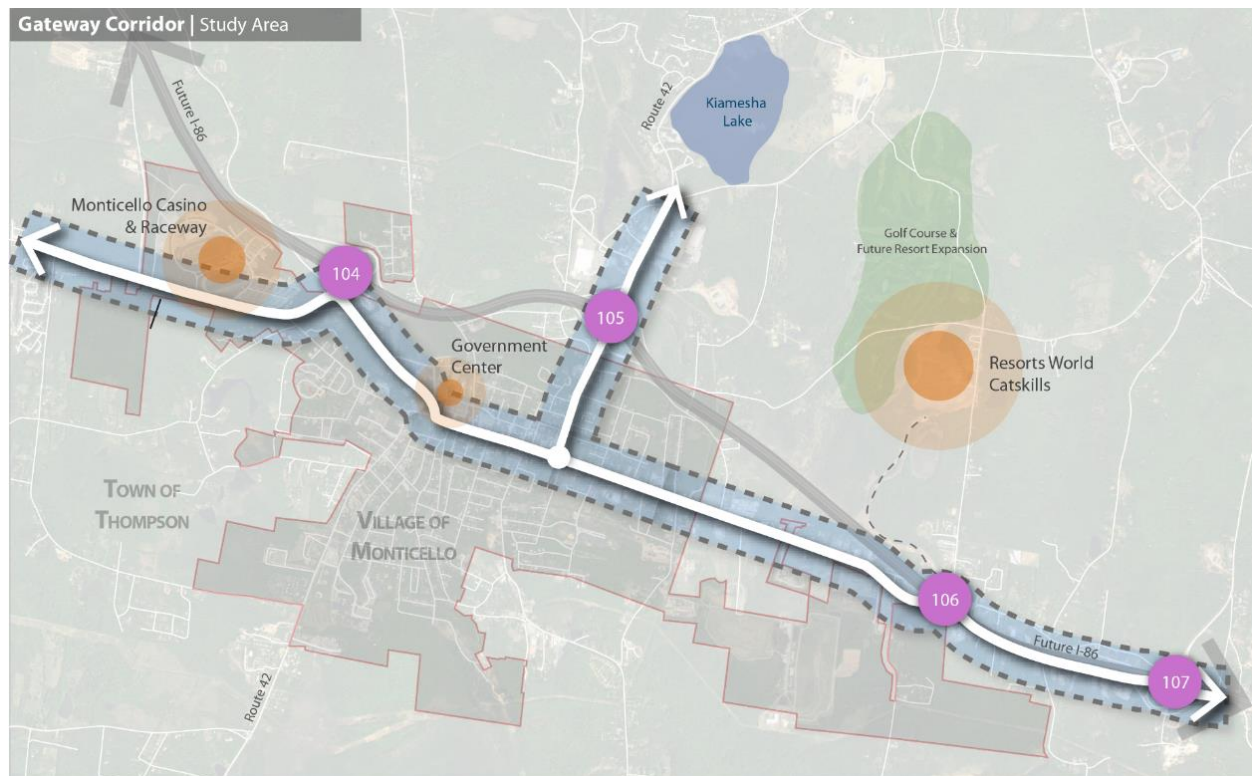 Gateway Corridor | Study Area
Future I-86
Route 42
Kiamesha
Lake
Monticello Casino
& Raceway
104
Golf Course &
Future Resort Expansion
105
Government
Center
Resorts World
Catskills
TOWN OF
THOMPSON
VILLAGE OF
MONTICELLO
106
Future I-86
107
Route 42